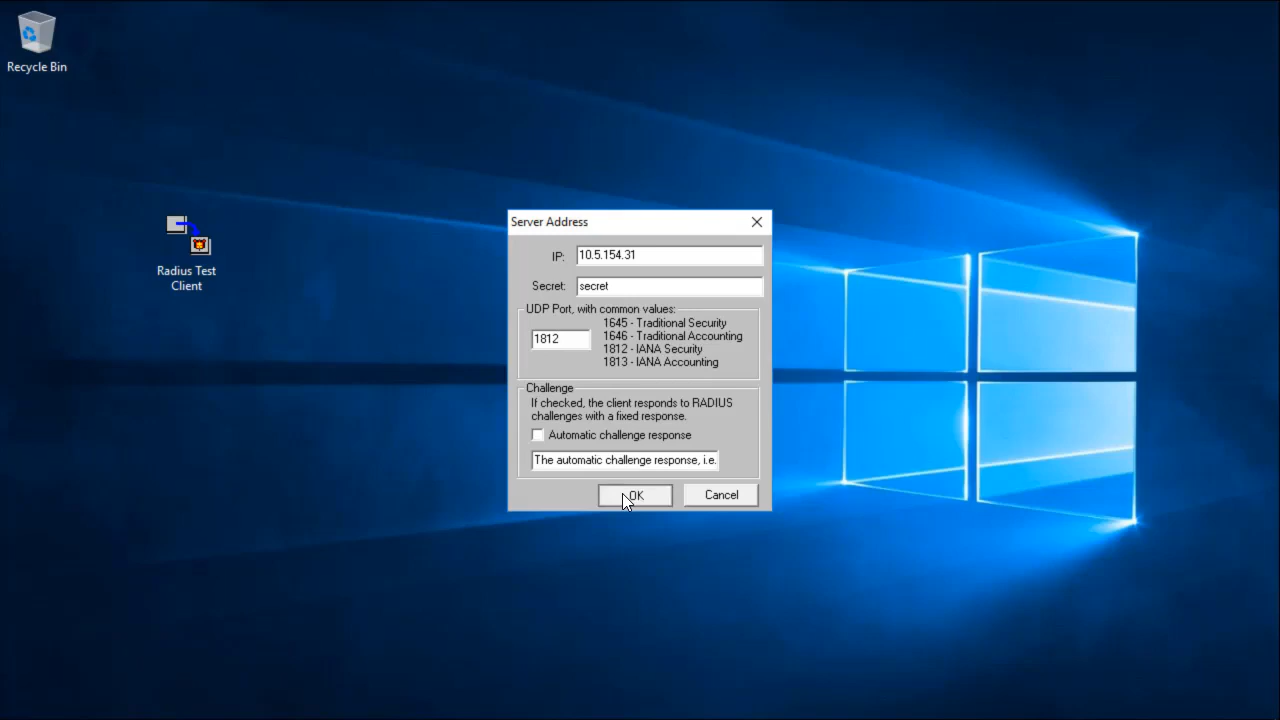 Recycle Bin
Radius Test
Client
Server Address
IP:
10.5.154.31
Secret:
secret
UDP Port, with common values:
1812
1645 - Traditional Security
1646 - Traditional Accounting
1812 - IANA Security
1813 - IANA Accounting
Challenge
If checked, the client responds to RADIUS
challenges with a fixed response.
Automatic challenge response
The automatic challenge response, i.e.
OK
Cancel